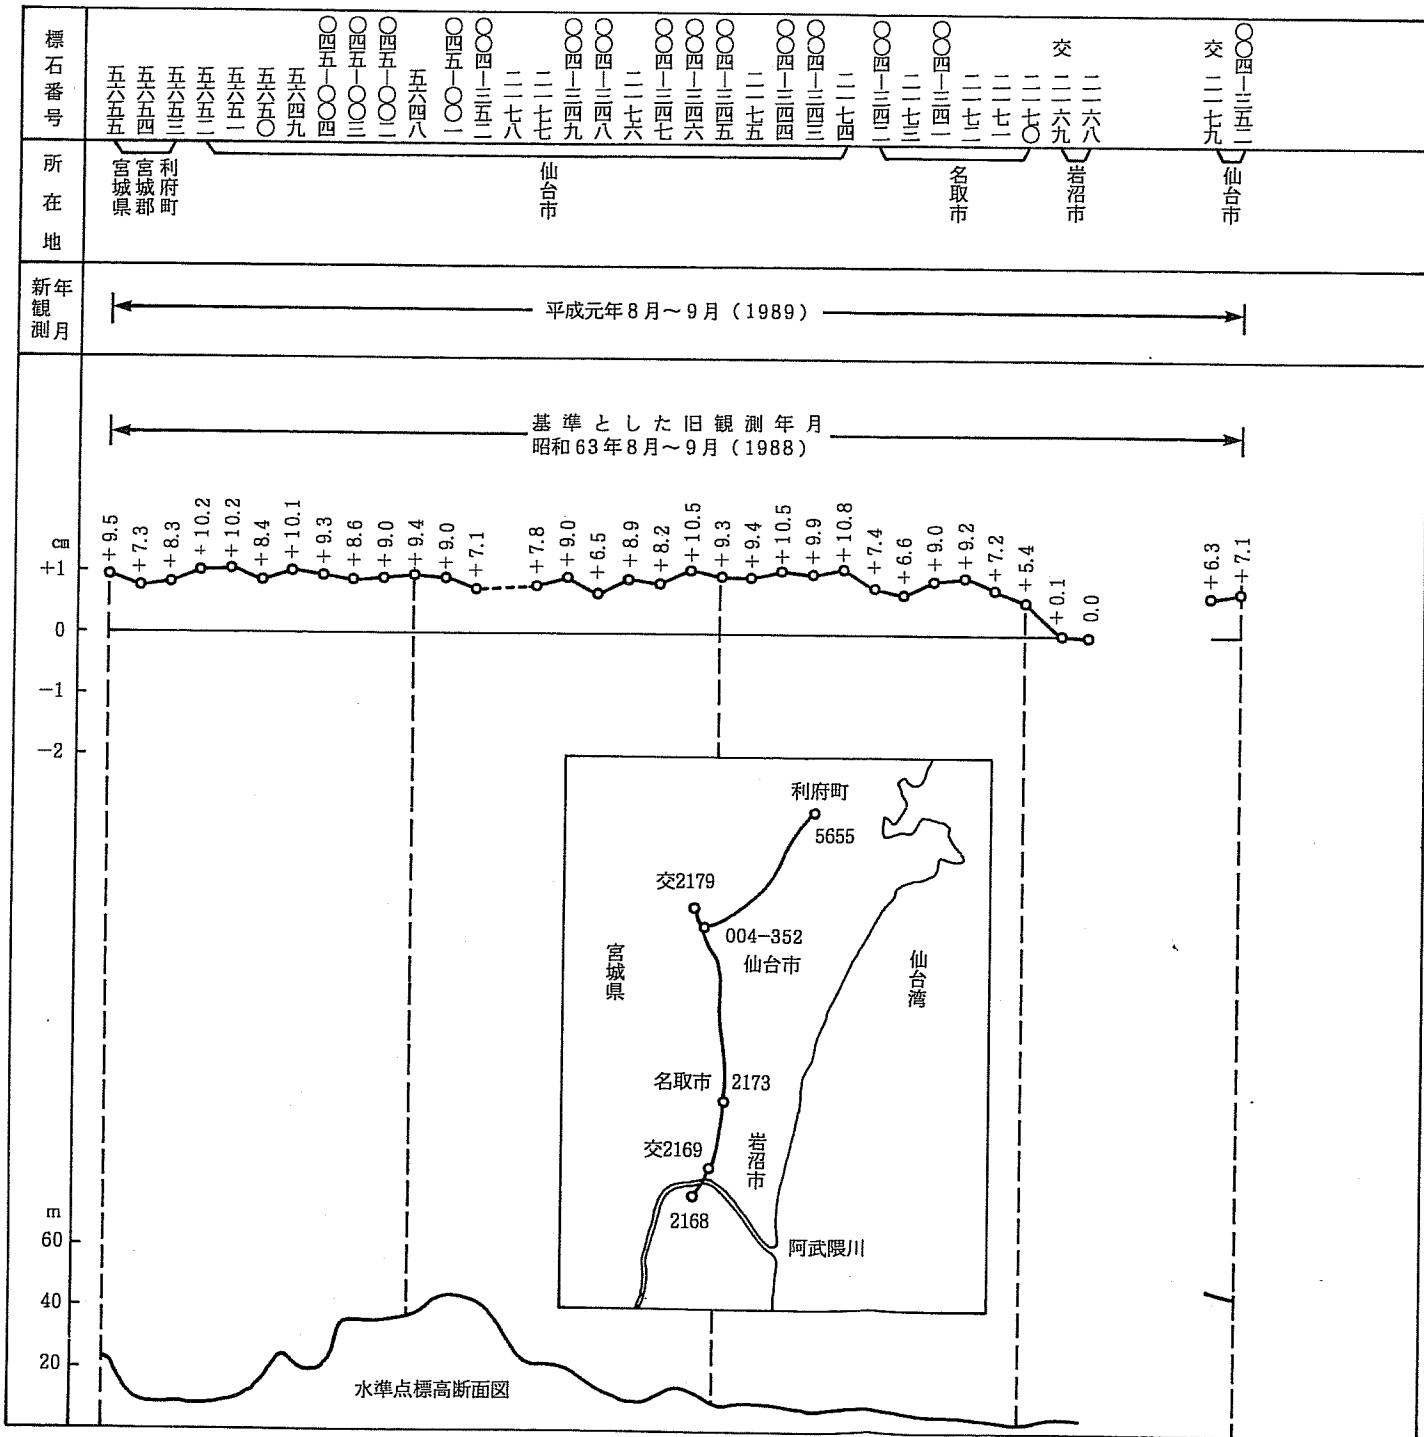 標石番号
五六五五
五六五四
五六五三
五六五二
五六五一
五六五〇
五六四九
〇四五―〇〇四
〇四五―〇〇三
〇四五―〇〇二
五六四八
〇四五―〇〇一
〇〇四―三五二
二一七八
二一七七
〇〇四―三四九
〇〇四―三四八
二一七六
〇〇四―三四七
〇〇四―三四六
〇〇四―三四五
二一七五
〇〇四―三四四
〇〇四―三四三
二一七四
〇〇四―三四二
二一七三
〇〇四―三四一
二一七二
二一七一
二一七〇
交 二一六九
二一六八
交 二一七九
〇〇四―三五二
所在地
宮城県
宮城郡
利府町
仙台市
名取市
岩沼市
仙台市
新観測年月
平成元年8月～9月（1989）
基準とした旧観測年月
昭和63年8月～9月（1988）
cm
+1
0
−1
−2
+9.5
+7.3
+8.3
+10.2
+10.2
+8.4
+10.1
+9.3
+8.6
+9.0
+9.4
+9.0
+7.1
+7.8
+9.0
+6.5
+8.9
+8.2
+10.5
+9.3
+9.4
+10.5
+9.9
+10.8
+7.4
+6.6
+9.0
+9.2
+7.2
+5.4
+0.1
0.0
+6.3
+7.1
利府町
5655
交2179
004−352
仙台市
宮城県
仙台湾
名取市
2173
交2169
岩沼市
2168
阿武隈川
m
60
40
20
水準点標高断面図